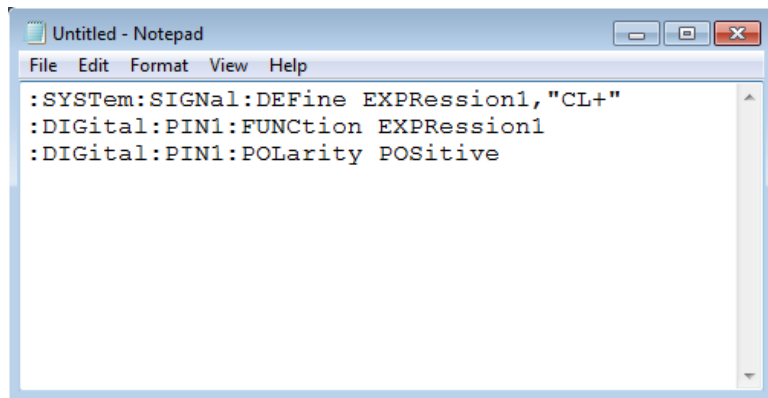 Untitled - Notepad
File Edit Format View Help
:SYSTem:SIGNal:DEFine EXPRession1,"CL+"
:DIGital:PIN1:FUNCtion EXPRession1
:DIGital:PIN1:POLarity POSitive